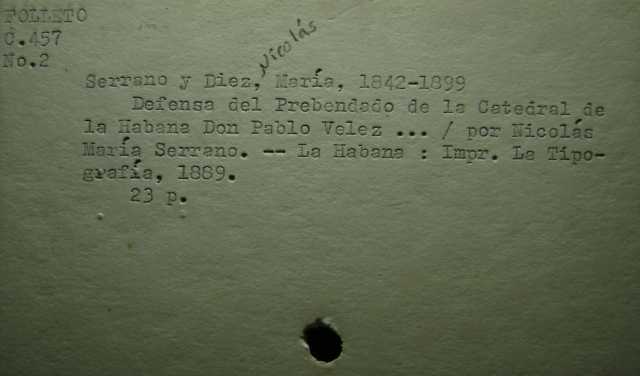 FOLLETO
C.457
No.2
Nicolás
Serrano y Diez, María, 1842-1899
Defensa del Prebendado de la Catedral de
la Habana Don Pablo Velez ... / por Nicolás
María Serrano. -- La Habana : Impr. La Tipo-
grafía, 1889.
23 p.